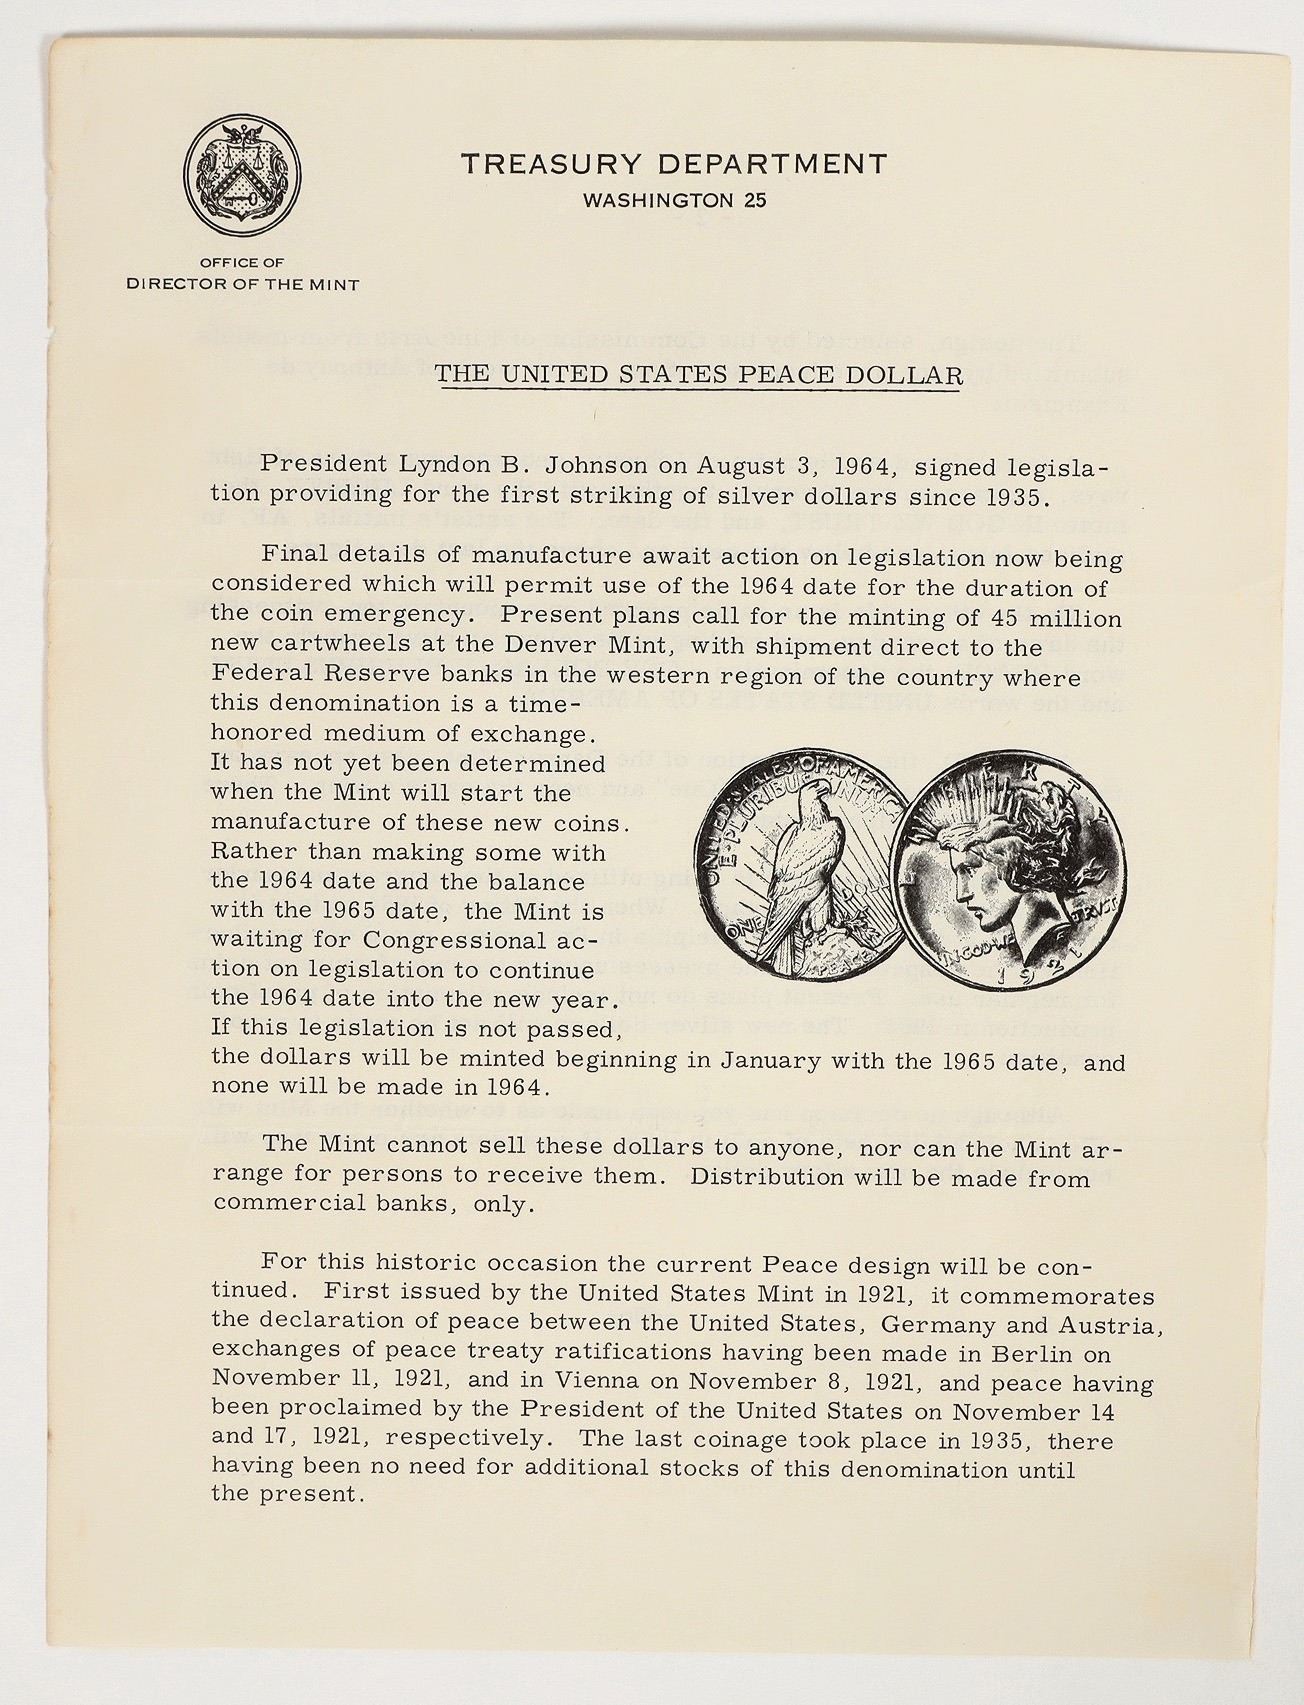 TREASURY DEPARTMENT
WASHINGTON 25
OFFICE OF
DIRECTOR OF THE MINT
THE UNITED STATES PEACE DOLLAR
President Lyndon B. Johnson on August 3, 1964, signed legisla-
tion providing for the first striking of silver dollars since 1935.
Final details of manufacture await action on legislation now being
considered which will permit use of the 1964 date for the duration of
the coin emergency. Present plans call for the minting of 45 million
new cartwheels at the Denver Mint, with shipment direct to the
Federal Reserve banks in the western region of the country where
this denomination is a time-
honored medium of exchange.
It has not yet been determined
when the Mint will start the
manufacture of these new coins.
Rather than making some with
the 1964 date and the balance
with the 1965 date, the Mint is
waiting for Congressional ac-
tion on legislation to continue
the 1964 date into the new year.
If this legislation is not passed,
the dollars will be minted beginning in January with the 1965 date, and
none will be made in 1964.
UNITED STATES OF AMERICA
E PLURIBUS UNUM
ONE DOLL
PEACE
LIBERTY
IN GOD WE TRVST
The Mint cannot sell these dollars to anyone, nor can the Mint ar-
range for persons to receive them. Distribution will be made from
commercial banks, only.
For this historic occasion the current Peace design will be con-
tinued. First issued by the United States Mint in 1921, it commemorates
the declaration of peace between the United States, Germany and Austria,
exchanges of peace treaty ratifications having been made in Berlin on
November 11, 1921, and in Vienna on November 8, 1921, and peace having
been proclaimed by the President of the United States on November 14
and 17, 1921, respectively. The last coinage took place in 1935, there
having been no need for additional stocks of this denomination until
the present.